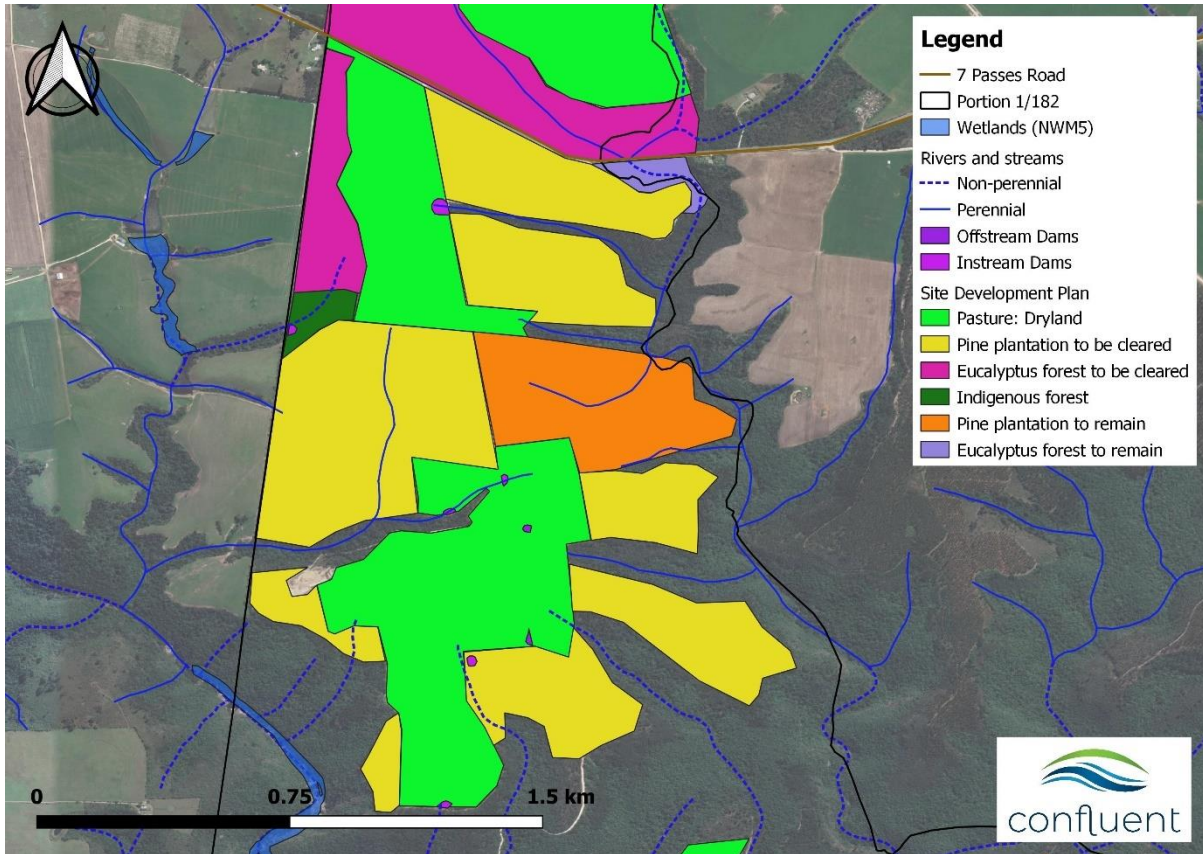 Legend
7 Passes Road
Portion 1/182
Wetlands (NWM5)
Rivers and streams
Non-perennial
Perennial
Offstream Dams
Instream Dams
Site Development Plan
Pasture: Dryland
Pine plantation to be cleared
Eucalyptus forest to be cleared
Indigenous forest
Pine plantation to remain
Eucalyptus forest to remain
0 0.75 1.5 km
confluent